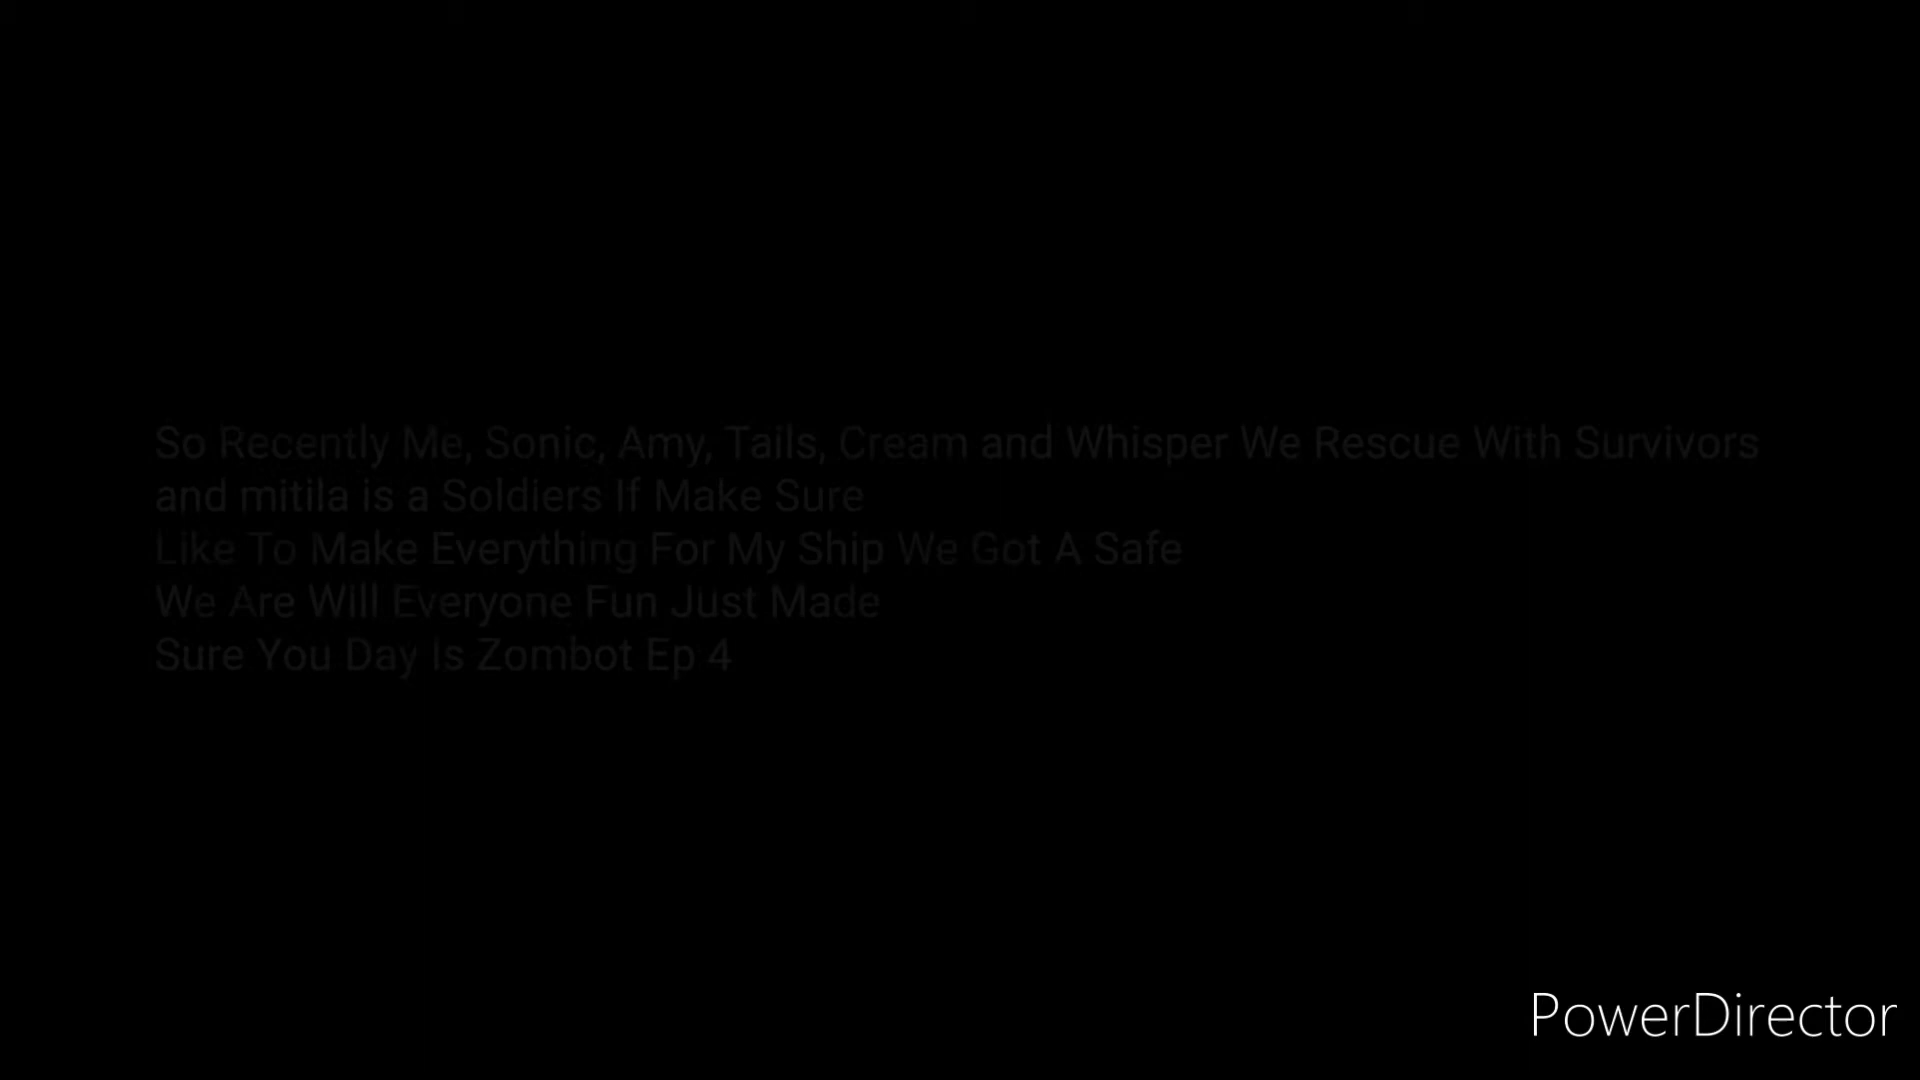 So Recently Me, Sonic, Amy, Tails, Cream and Whisper We Rescue With Survivors
and mitila is a Soldiers If Make Sure
Like To Make Everything For My Ship We Got A Safe
We Are Will Everyone Fun Just Made
Sure You Day Is Zombot Ep 4
PowerDirector